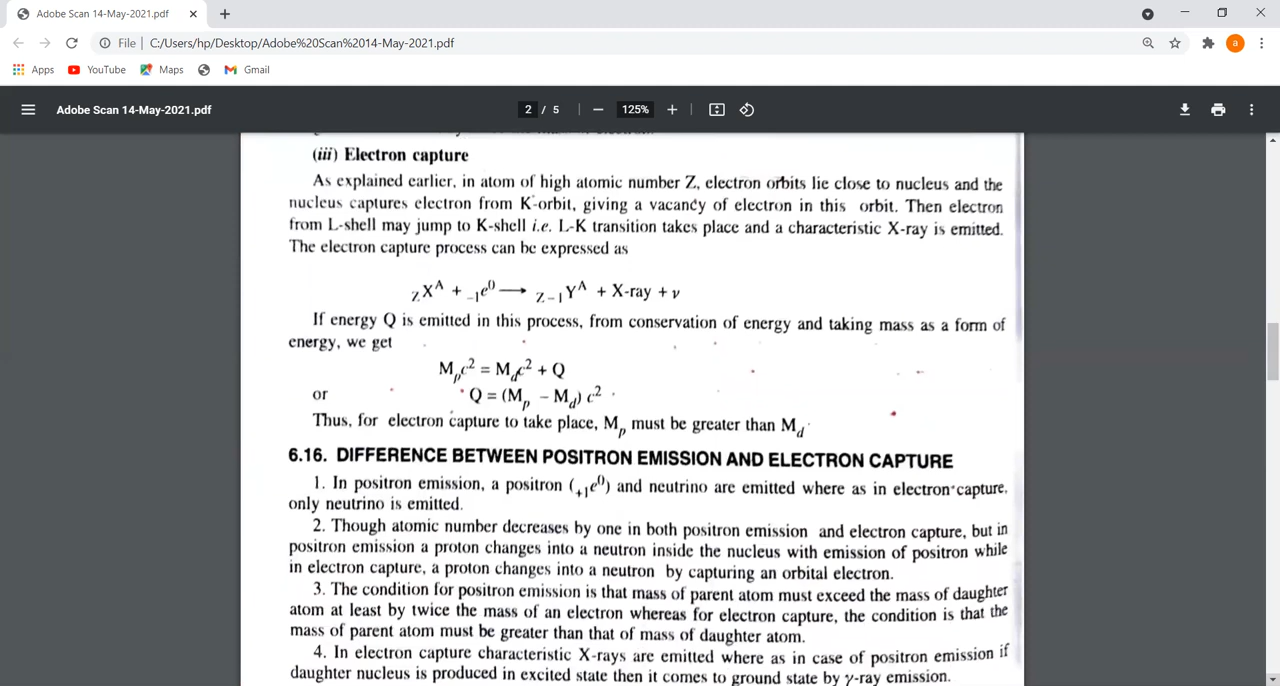 Adobe Scan 14-May-2021.pdf
File | C:/Users/hp/Desktop/Adobe%20Scan%2014-May-2021.pdf
a
Apps YouTube Maps Gmail
Adobe Scan 14-May-2021.pdf 2 / 5 125%
(iii) Electron capture
As explained earlier, in atom of high atomic number Z, electron orbits lie close to nucleus and the
nucleus captures electron from K-orbit, giving a vacancy of electron in this orbit. Then electron
from L-shell may jump to K-shell i.e. L-K transition takes place and a characteristic X-ray is emitted.
The electron capture process can be expressed as
ZX^A + ₋₁e⁰ ⟶ Z–1Y^A + X-ray + ν
If energy Q is emitted in this process, from conservation of energy and taking mass as a form of
energy, we get
M_p c² = M_d c² + Q
or Q = (M_p – M_d) c²
Thus, for electron capture to take place, M_p must be greater than M_d
6.16. DIFFERENCE BETWEEN POSITRON EMISSION AND ELECTRON CAPTURE
1. In positron emission, a positron (₊₁e⁰) and neutrino are emitted where as in electron capture,
only neutrino is emitted.
2. Though atomic number decreases by one in both positron emission and electron capture, but in
positron emission a proton changes into a neutron inside the nucleus with emission of positron while
in electron capture, a proton changes into a neutron by capturing an orbital electron.
3. The condition for positron emission is that mass of parent atom must exceed the mass of daughter
atom at least by twice the mass of an electron whereas for electron capture, the condition is that the
mass of parent atom must be greater than that of mass of daughter atom.
4. In electron capture characteristic X-rays are emitted where as in case of positron emission if
daughter nucleus is produced in excited state then it comes to ground state by γ-ray emission.